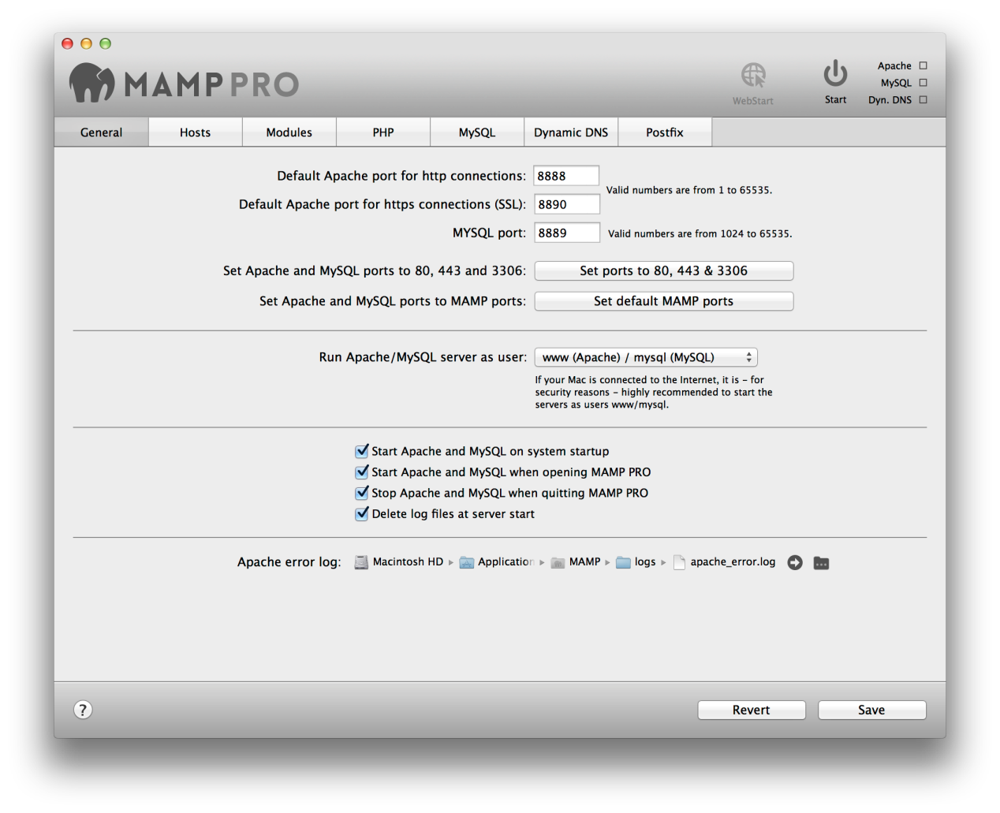 MAMP PRO
WebStart
Start
Apache
MySQL
Dyn. DNS
General Hosts Modules PHP MySQL Dynamic DNS Postfix
Default Apache port for http connections: 8888
Valid numbers are from 1 to 65535.
Default Apache port for https connections (SSL): 8890
MYSQL port: 8889 Valid numbers are from 1024 to 65535.
Set Apache and MySQL ports to 80, 443 and 3306: Set ports to 80, 443 & 3306
Set Apache and MySQL ports to MAMP ports: Set default MAMP ports
Run Apache/MySQL server as user: www (Apache) / mysql (MySQL)
If your Mac is connected to the Internet, it is – for
security reasons – highly recommended to start the
servers as users www/mysql.
Start Apache and MySQL on system startup
Start Apache and MySQL when opening MAMP PRO
Stop Apache and MySQL when quitting MAMP PRO
Delete log files at server start
Apache error log: Macintosh HD Application MAMP logs apache_error.log
? Revert Save